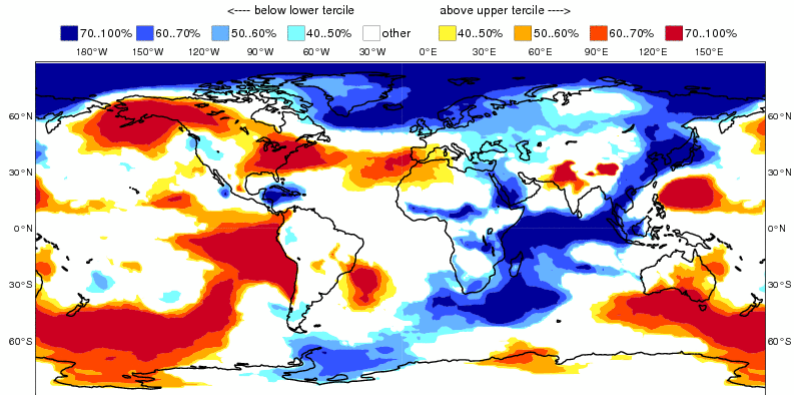 <---- below lower tercile above upper tercile ---->
70..100% 60..70% 50..60% 40..50% other 40..50% 50..60% 60..70% 70..100%
180°W 150°W 120°W 90°W 60°W 30°W 0°E 30°E 60°E 90°E 120°E 150°E
60°N 60°N
30°N 30°N
0°N 0°N
30°S 30°S
60°S 60°S